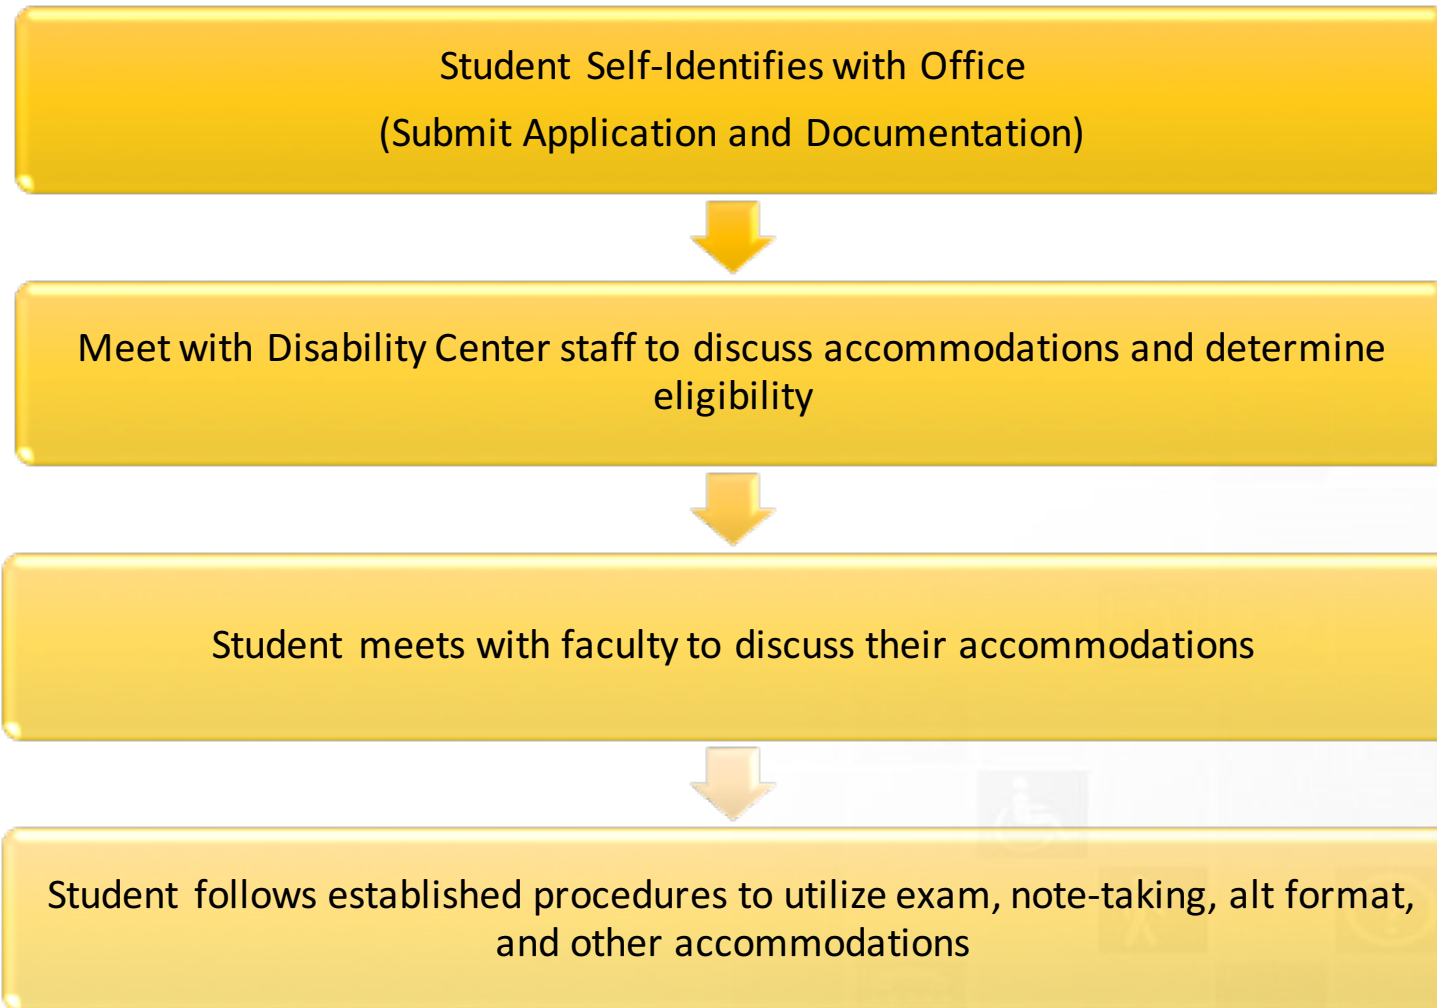 Student Self-Identifies with Office
(Submit Application and Documentation)
Meet with Disability Center staff to discuss accommodations and determine
eligibility
Student meets with faculty to discuss their accommodations
Student follows established procedures to utilize exam, note-taking, alt format,
and other accommodations